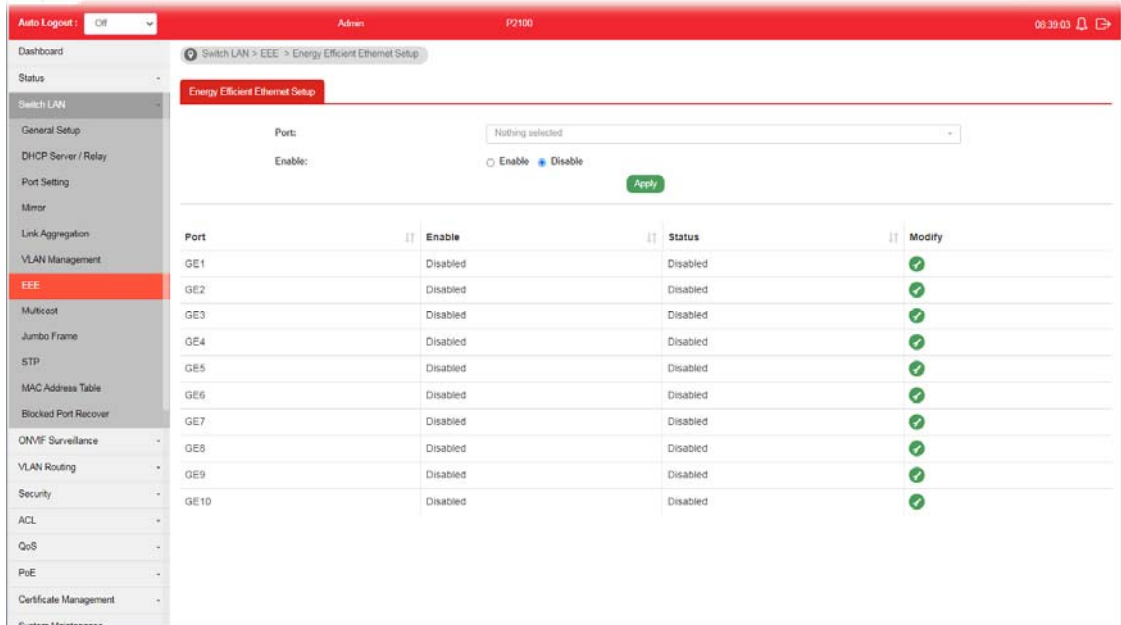 Auto Logout : Off Admin P2100 08:39:03
Dashboard
Status
Switch LAN
General Setup
DHCP Server / Relay
Port Setting
Mirror
Link Aggregation
VLAN Management
EEE
Multicast
Jumbo Frame
STP
MAC Address Table
Blocked Port Recover
ONVIF Surveillance
VLAN Routing
Security
ACL
QoS
PoE
Certificate Management
System Maintenance
Switch LAN > EEE > Energy Efficient Ethernet Setup
Energy Efficient Ethernet Setup
Port: Nothing selected
Enable: Enable Disable
Apply
Port Enable Status Modify
GE1 Disabled Disabled
GE2 Disabled Disabled
GE3 Disabled Disabled
GE4 Disabled Disabled
GE5 Disabled Disabled
GE6 Disabled Disabled
GE7 Disabled Disabled
GE8 Disabled Disabled
GE9 Disabled Disabled
GE10 Disabled Disabled